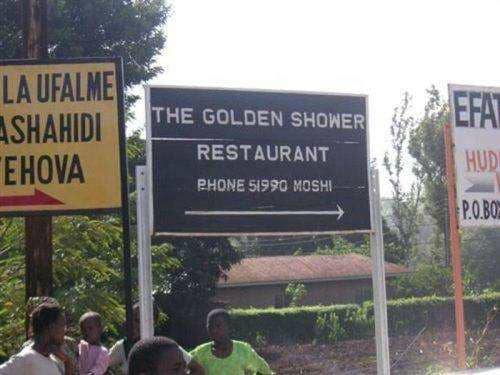 LA UFALME
ASHAHIDI
YEHOVA
THE GOLDEN SHOWER
RESTAURANT
PHONE 51990 MOSHI
EFAT
HUD
P.O.BOX